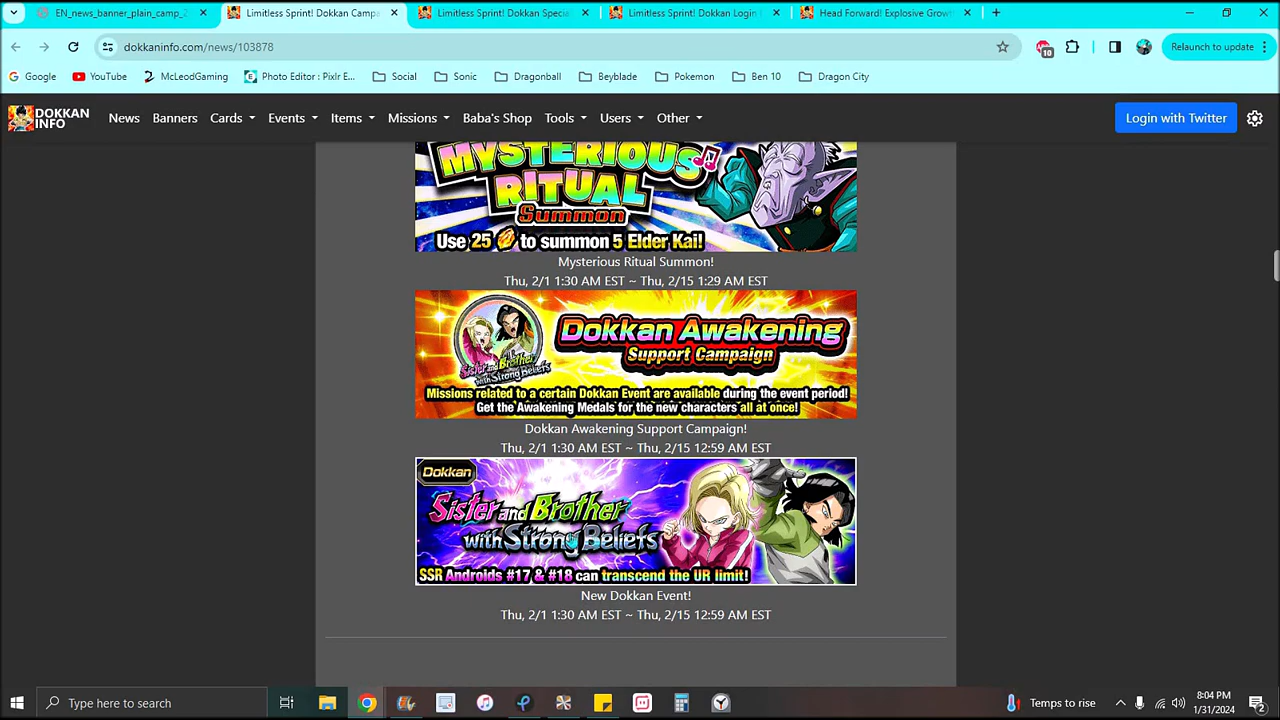 EN_news_banner_plain_camp_2
Limitless Sprint! Dokkan Campa
Limitless Sprint! Dokkan Specia
Limitless Sprint! Dokkan Login
Head Forward! Explosive Growt
dokkaninfo.com/news/103878
10
Relaunch to update
Google
YouTube
McLeodGaming
Photo Editor : Pixlr E...
Social
Sonic
Dragonball
Beyblade
Pokemon
Ben 10
Dragon City
DOKKAN
INFO
News
Banners
Cards
Events
Items
Missions
Baba's Shop
Tools
Users
Other
Login with Twitter
MYSTERIOUS
RITUAL
Summon
Use 25 to summon 5 Elder Kai!
Mysterious Ritual Summon!
Thu, 2/1 1:30 AM EST ~ Thu, 2/15 1:29 AM EST
Sister and Brother
with Strong Beliefs
Dokkan Awakening
Support Campaign
Missions related to a certain Dokkan Event are available during the event period!
Get the Awakening Medals for the new characters all at once!
Dokkan Awakening Support Campaign!
Thu, 2/1 1:30 AM EST ~ Thu, 2/15 12:59 AM EST
Dokkan
Sister and Brother
with Strong Beliefs
SSR Androids #17 & #18 can transcend the UR limit!
New Dokkan Event!
Thu, 2/1 1:30 AM EST ~ Thu, 2/15 12:59 AM EST
Type here to search
Temps to rise
8:04 PM
1/31/2024
2